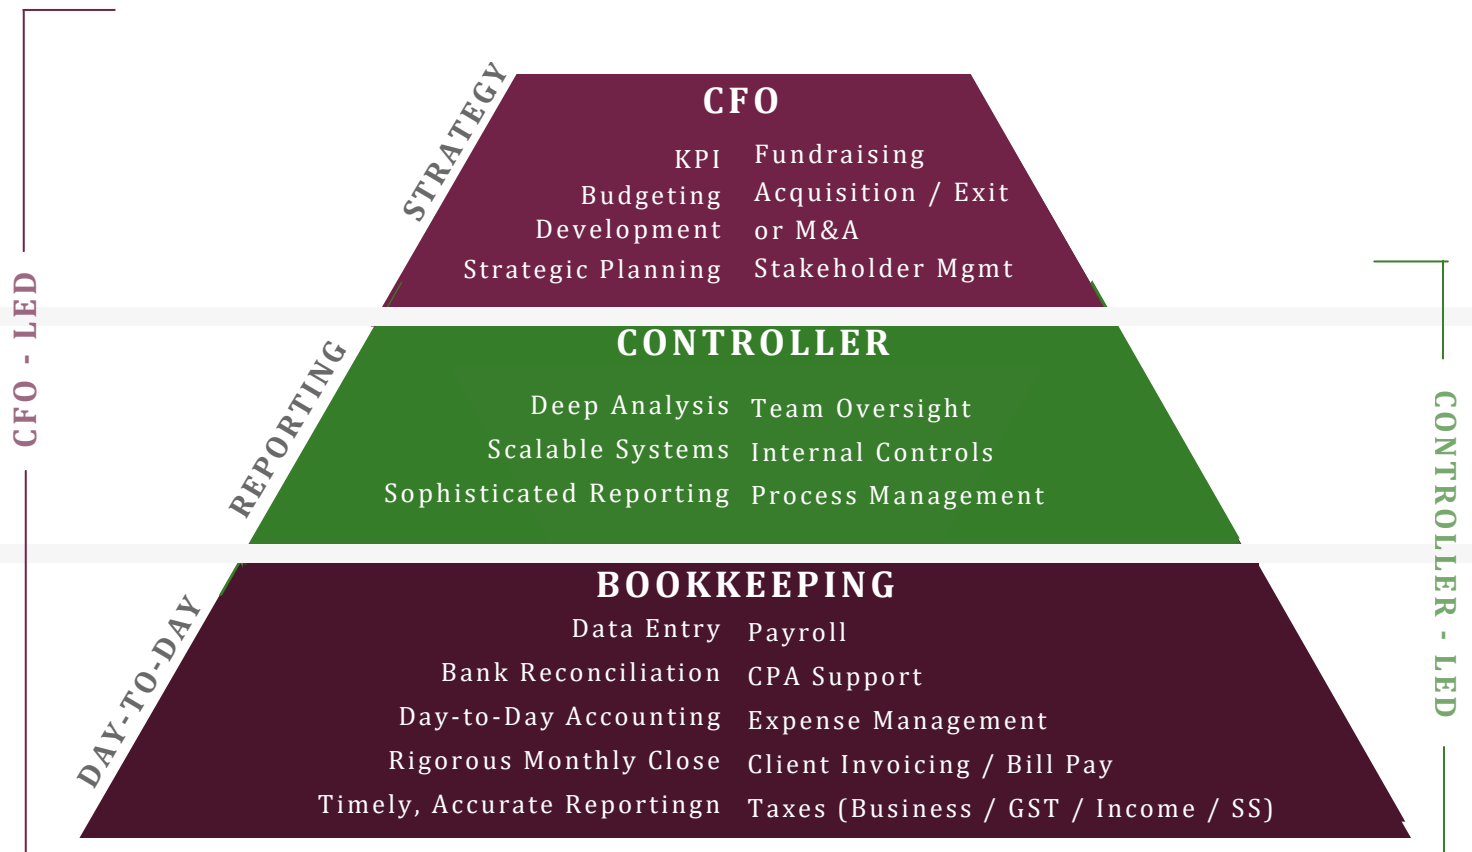 STRATEGY
CFO
KPI
Budgeting
Development
Strategic Planning
Fundraising
Acquisition / Exit
or M&A
Stakeholder Mgmt
CFO - LED
REPORTING
CONTROLLER
Deep Analysis
Scalable Systems
Sophisticated Reporting
Team Oversight
Internal Controls
Process Management
CONTROLLER - LED
DAY-TO-DAY
BOOKKEEPING
Data Entry
Bank Reconciliation
Day-to-Day Accounting
Rigorous Monthly Close
Timely, Accurate Reportingn
Payroll
CPA Support
Expense Management
Client Invoicing / Bill Pay
Taxes (Business / GST / Income / SS)